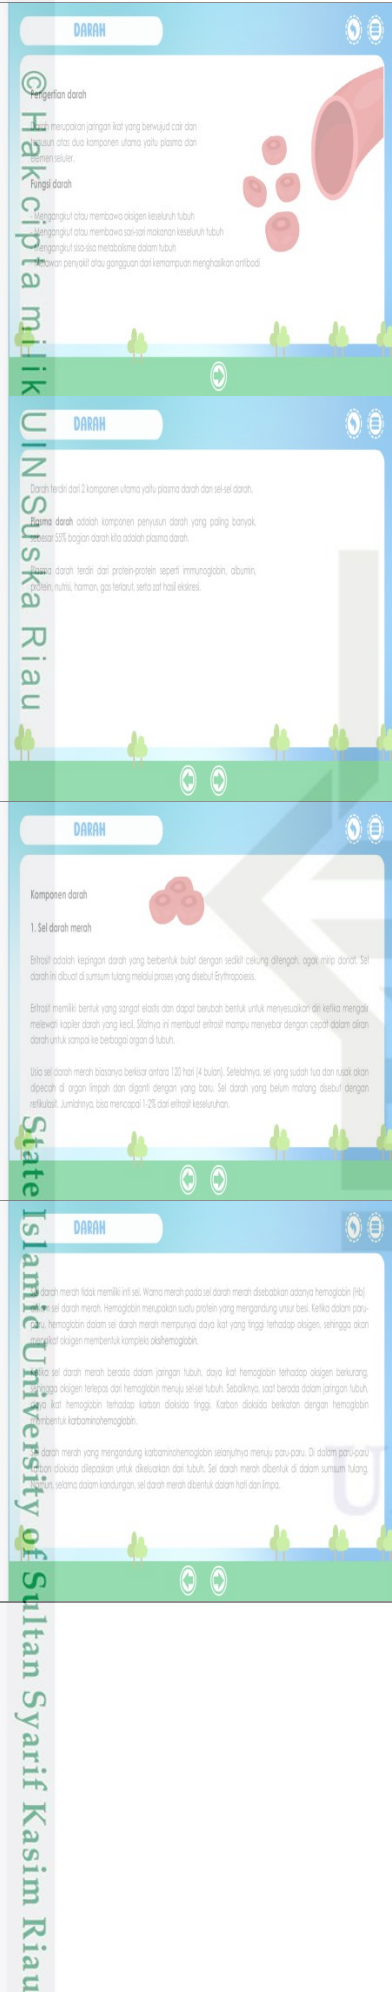 DARAH
Pengertian darah
Darah merupakan jaringan ikat yang berwujud cair dan
tersusun atas dua komponen utama yaitu plasma dan
elemen seluler.
Fungsi darah
- Mengangkut atau membawa oksigen keseluruh tubuh
- Mengangkut atau membawa sari-sari makanan keseluruh tubuh
- Mengangkut sisa-sisa metabolisme dalam tubuh
- Melawan penyakit atau gangguan dari kemampuan menghasilkan antibodi
DARAH
Darah terdiri dari 2 komponen utama yaitu plasma darah dan sel-sel darah.
Plasma darah adalah komponen penyusun darah yang paling banyak,
sebesar 55% bagian darah kita adalah plasma darah.
Plasma darah terdiri dari protein-protein seperti immunoglobin, albumin,
protein, nutrisi, hormon, gas terlarut, serta zat hasil ekskresi.
DARAH
Komponen darah
1. Sel darah merah
Eritrosit adalah kepingan darah yang berbentuk bulat dengan sedikit cekung ditengah, agak mirip donat. Sel
darah ini dibuat di sumsum tulang melalui proses yang disebut Erythropoiesis.
Eritrosit memiliki bentuk yang sangat elastis dan dapat berubah bentuk untuk menyesuaikan diri ketika mengalir
melewati kapiler darah yang kecil. Sifatnya ini membuat eritrosit mampu menyebar dengan cepat dalam aliran
darah untuk sampai ke berbagai organ di tubuh.
Usia sel darah merah biasanya berkisar antara 120 hari (4 bulan). Setelahnya, sel yang sudah tua dan rusak akan
dipecah di organ limpah dan diganti dengan yang baru. Sel darah yang belum matang disebut dengan
retikulosit. Jumlahnya, bisa mencapai 1-2% dari eritrosit keseluruhan.
DARAH
Sel darah merah tidak memiliki inti sel. Warna merah pada sel darah merah disebabkan adanya hemoglobin (Hb)
dalam sel darah merah. Hemoglobin merupakan suatu protein yang mengandung unsur besi. Ketika dalam paru-
paru, hemoglobin dalam sel darah merah mempunyai daya ikat yang tinggi terhadap oksigen, sehingga akan
mengikat oksigen membentuk kompleks oksihemoglobin.
Ketika sel darah merah berada dalam jaringan tubuh, daya ikat hemoglobin terhadap oksigen berkurang,
sehingga oksigen terlepas dari hemoglobin menuju sel-sel tubuh. Sebaliknya, saat berada dalam jaringan tubuh,
daya ikat hemoglobin terhadap karbon dioksida tinggi. Karbon dioksida berikatan dengan hemoglobin
membentuk karbaminohemoglobin.
Sel darah merah yang mengandung karbaminohemoglobin selanjutnya menuju paru-paru. Di dalam paru-paru
karbon dioksida dilepaskan untuk dikeluarkan dari tubuh. Sel darah merah dibentuk di dalam sumsum tulang.
Namun, selama dalam kandungan, sel darah merah dibentuk dalam hati dan limpa.
© Hak cipta milik UIN Suska Riau
State Islamic University of Sultan Syarif Kasim Riau
U